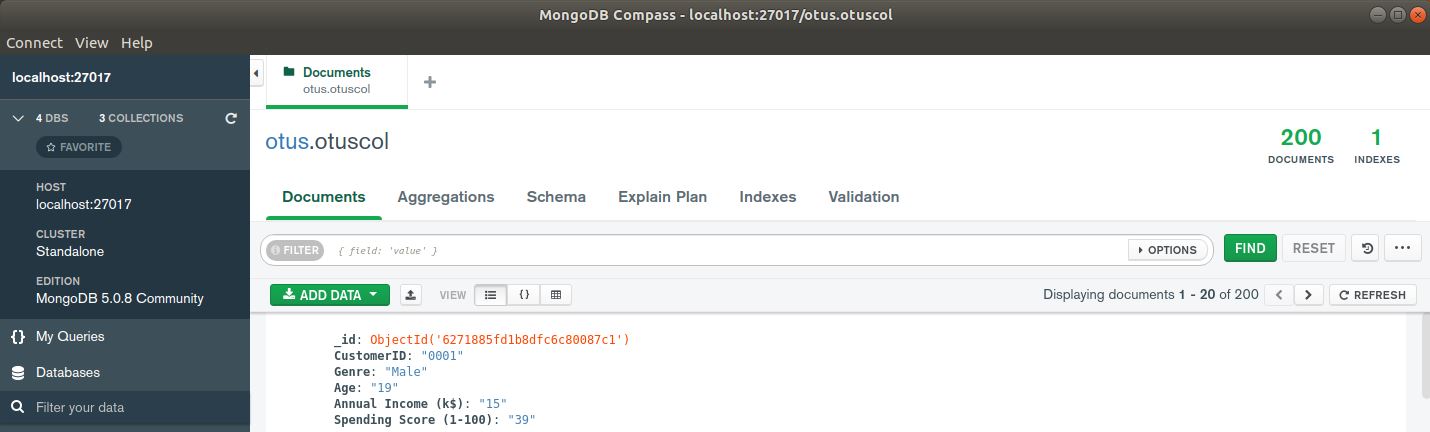 MongoDB Compass - localhost:27017/otus.otuscol
Connect View Help
localhost:27017
4 DBS 3 COLLECTIONS
FAVORITE
HOST
localhost:27017
CLUSTER
Standalone
EDITION
MongoDB 5.0.8 Community
My Queries
Databases
Filter your data
Documents
otus.otuscol
otus.otuscol
200
DOCUMENTS
1
INDEXES
Documents Aggregations Schema Explain Plan Indexes Validation
FILTER { field: 'value' } OPTIONS FIND RESET
ADD DATA VIEW {} Displaying documents 1 - 20 of 200 REFRESH
_id: ObjectId('6271885fd1b8dfc6c80087c1')
CustomerID: "0001"
Genre: "Male"
Age: "19"
Annual Income (k$): "15"
Spending Score (1-100): "39"